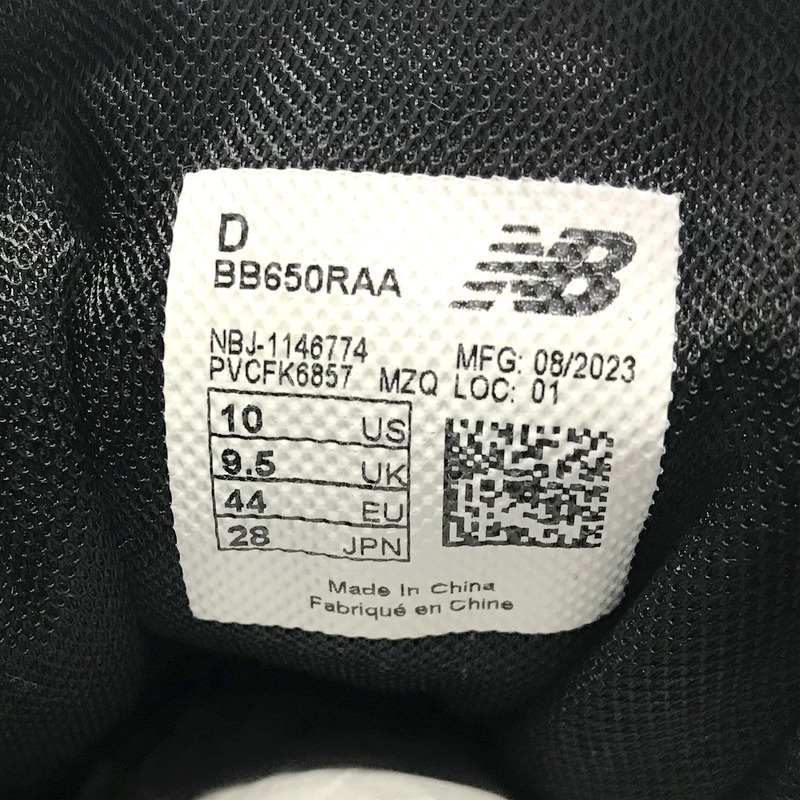 D
BB650RAA
NB
NBJ-1146774
PVCFK6857 MZQ
MFG: 08/2023
LOC: 01
10 US
9.5 UK
44 EU
28 JPN
Made In China
Fabriqué en Chine